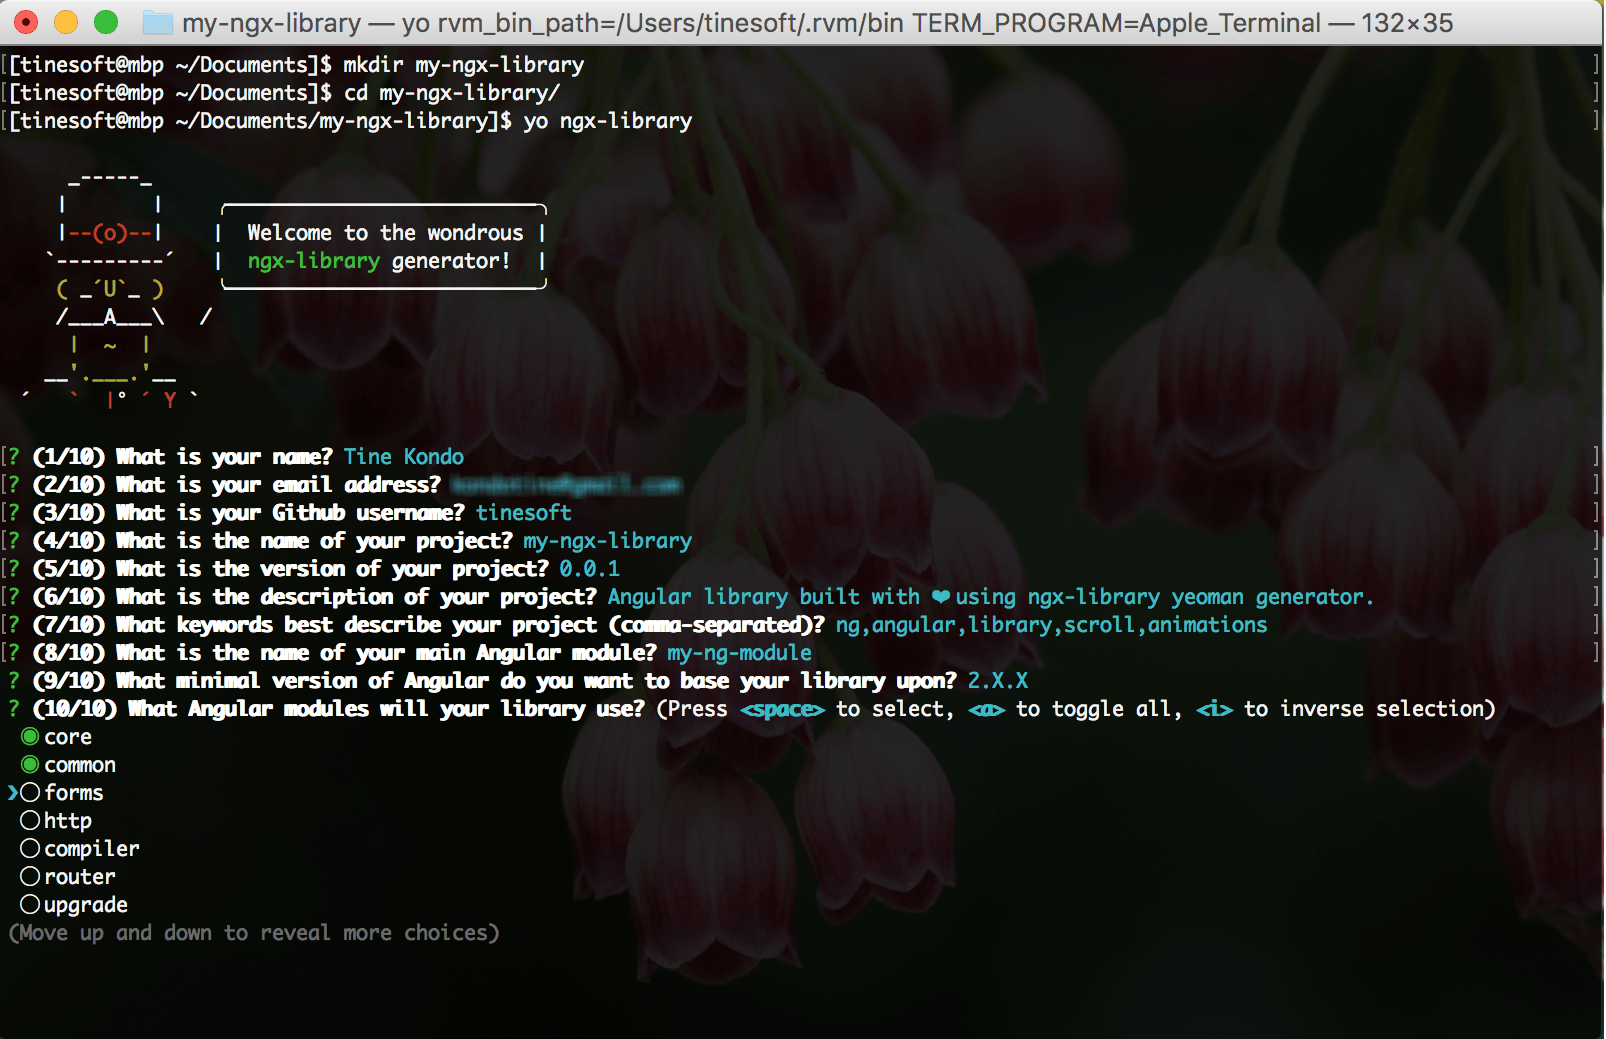 my-ngx-library — yo rvm_bin_path=/Users/tinesoft/.rvm/bin TERM_PROGRAM=Apple_Terminal — 132×35
[[tinesoft@mbp ~/Documents]$ mkdir my-ngx-library ]
[[tinesoft@mbp ~/Documents]$ cd my-ngx-library/ ]
[[tinesoft@mbp ~/Documents/my-ngx-library]$ yo ngx-library ]
     _-----_
    |       |    ╭──────────────────────────╮
    |--(o)--|    |  Welcome to the wondrous |
   `---------´   |  ngx-library generator!  |
    ( _´U`_ )    ╰──────────────────────────╯
    /___A___\   /
     |  ~  |
   __'.___.'__
 ´   `  |° ´ Y `
[? (1/10) What is your name? Tine Kondo ]
[? (2/10) What is your email address? ]
[? (3/10) What is your Github username? tinesoft ]
[? (4/10) What is the name of your project? my-ngx-library ]
[? (5/10) What is the version of your project? 0.0.1 ]
[? (6/10) What is the description of your project? Angular library built with ❤ using ngx-library yeoman generator. ]
[? (7/10) What keywords best describe your project (comma-separated)? ng,angular,library,scroll,animations ]
[? (8/10) What is the name of your main Angular module? my-ng-module ]
? (9/10) What minimal version of Angular do you want to base your library upon? 2.X.X
? (10/10) What Angular modules will your library use? (Press <space> to select, <a> to toggle all, <i> to inverse selection)
◉ core
◉ common
❯◯ forms
◯ http
◯ compiler
◯ router
◯ upgrade
(Move up and down to reveal more choices)